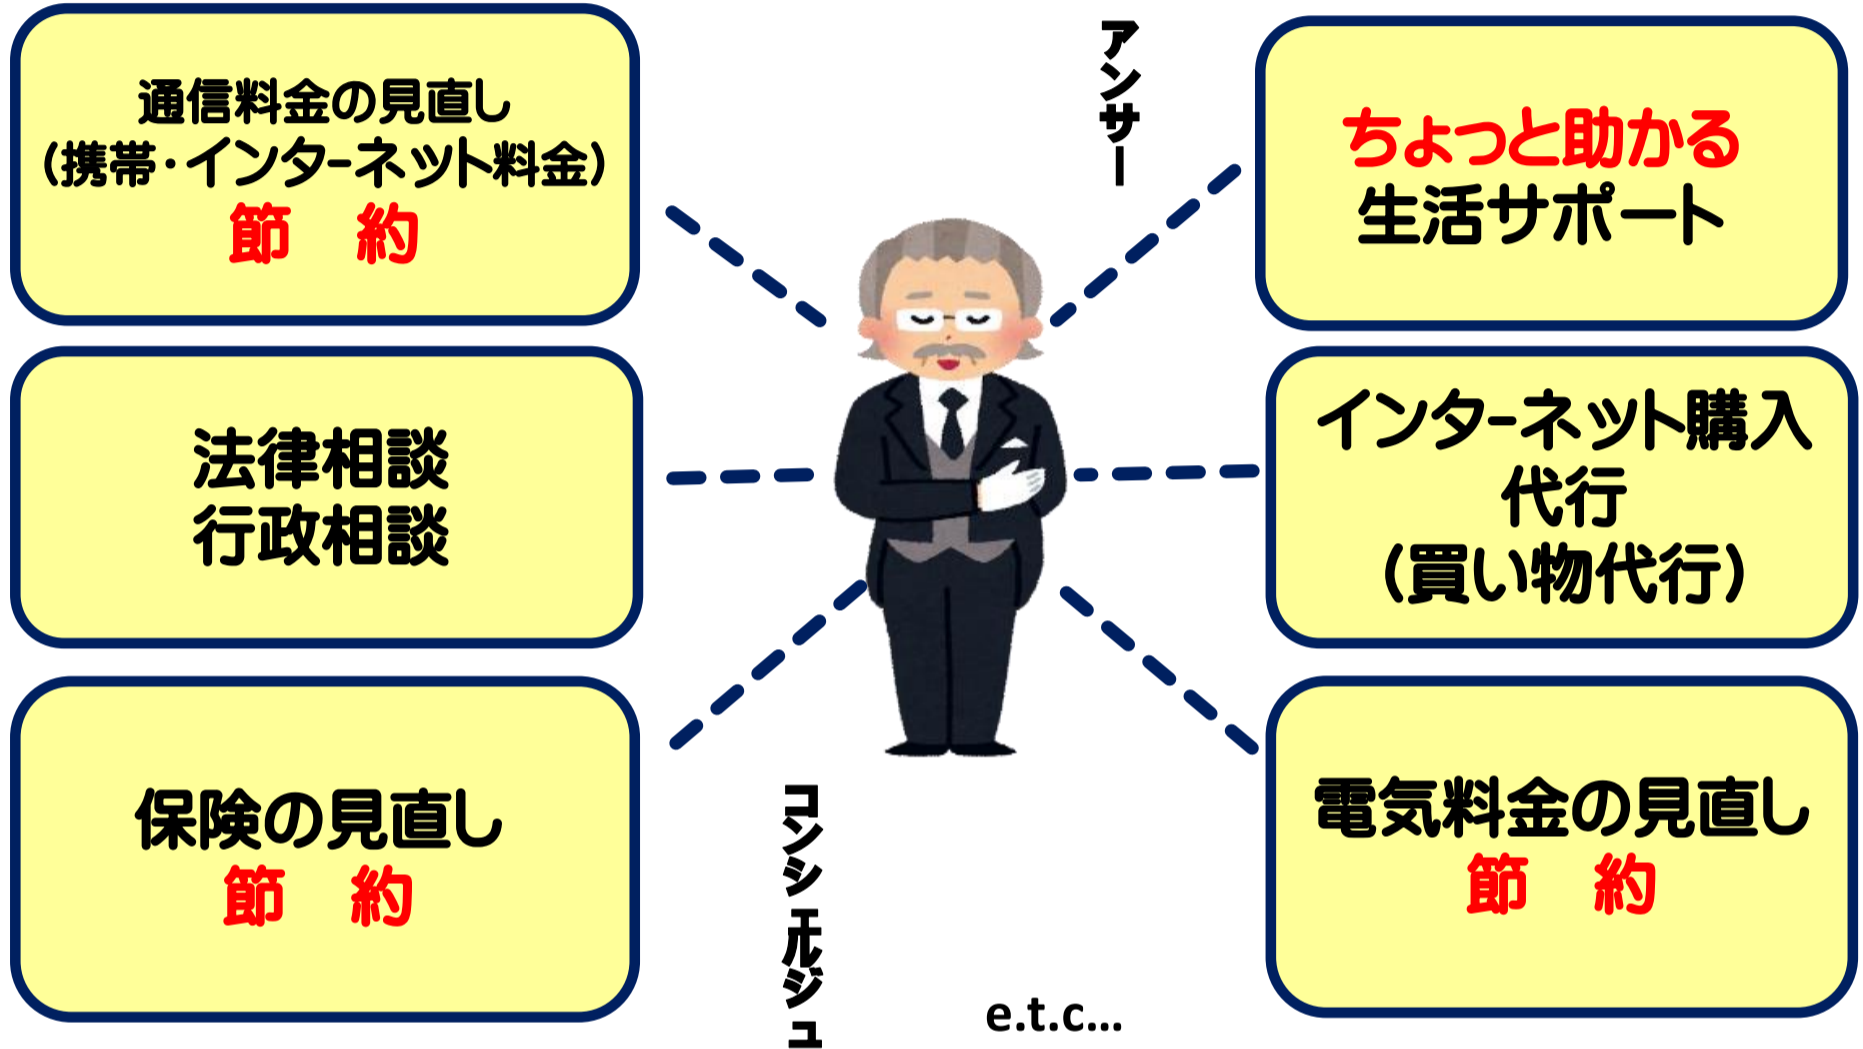 通信料金の見直し
(携帯・インターネット料金)
節　約
法律相談
行政相談
保険の見直し
節　約
アンサー
コンシェルジュ
e.t.c...
ちょっと助かる
生活サポート
インターネット購入
代行
(買い物代行)
電気料金の見直し
節　約